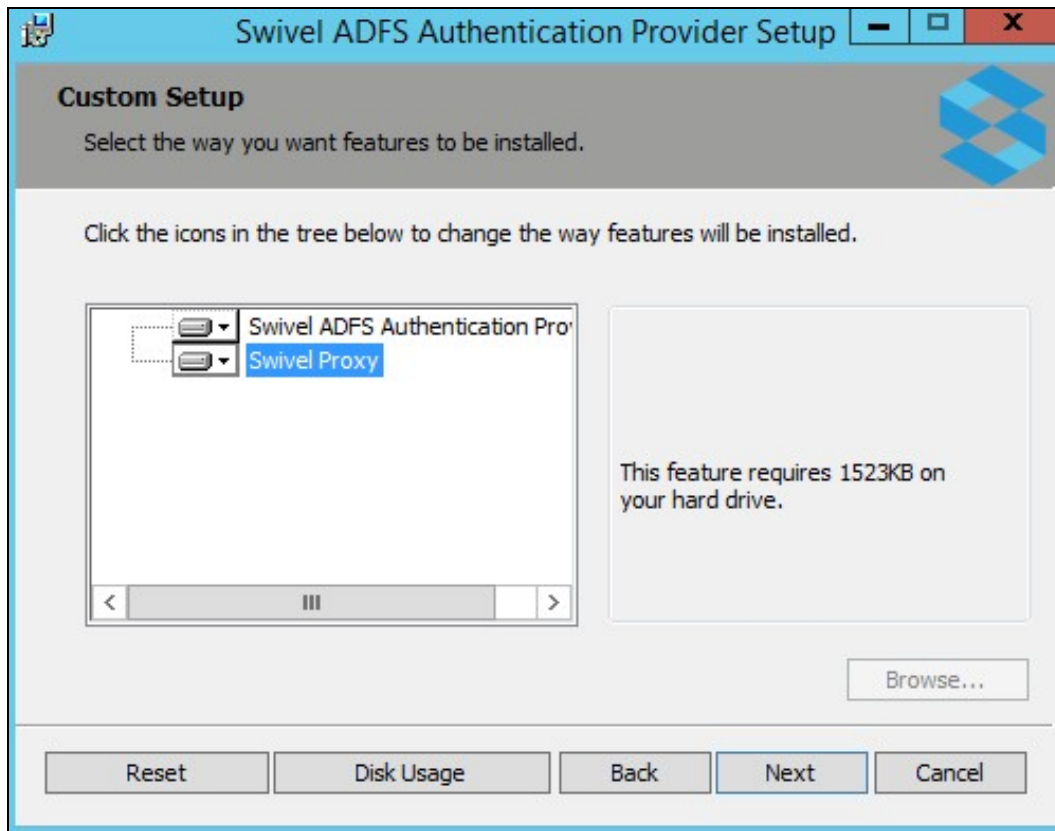 Swivel ADFS Authentication Provider Setup
Custom Setup
Select the way you want features to be installed.
Click the icons in the tree below to change the way features will be installed.
Swivel ADFS Authentication Pro
Swivel Proxy
This feature requires 1523KB on
your hard drive.
Browse...
Reset Disk Usage Back Next Cancel